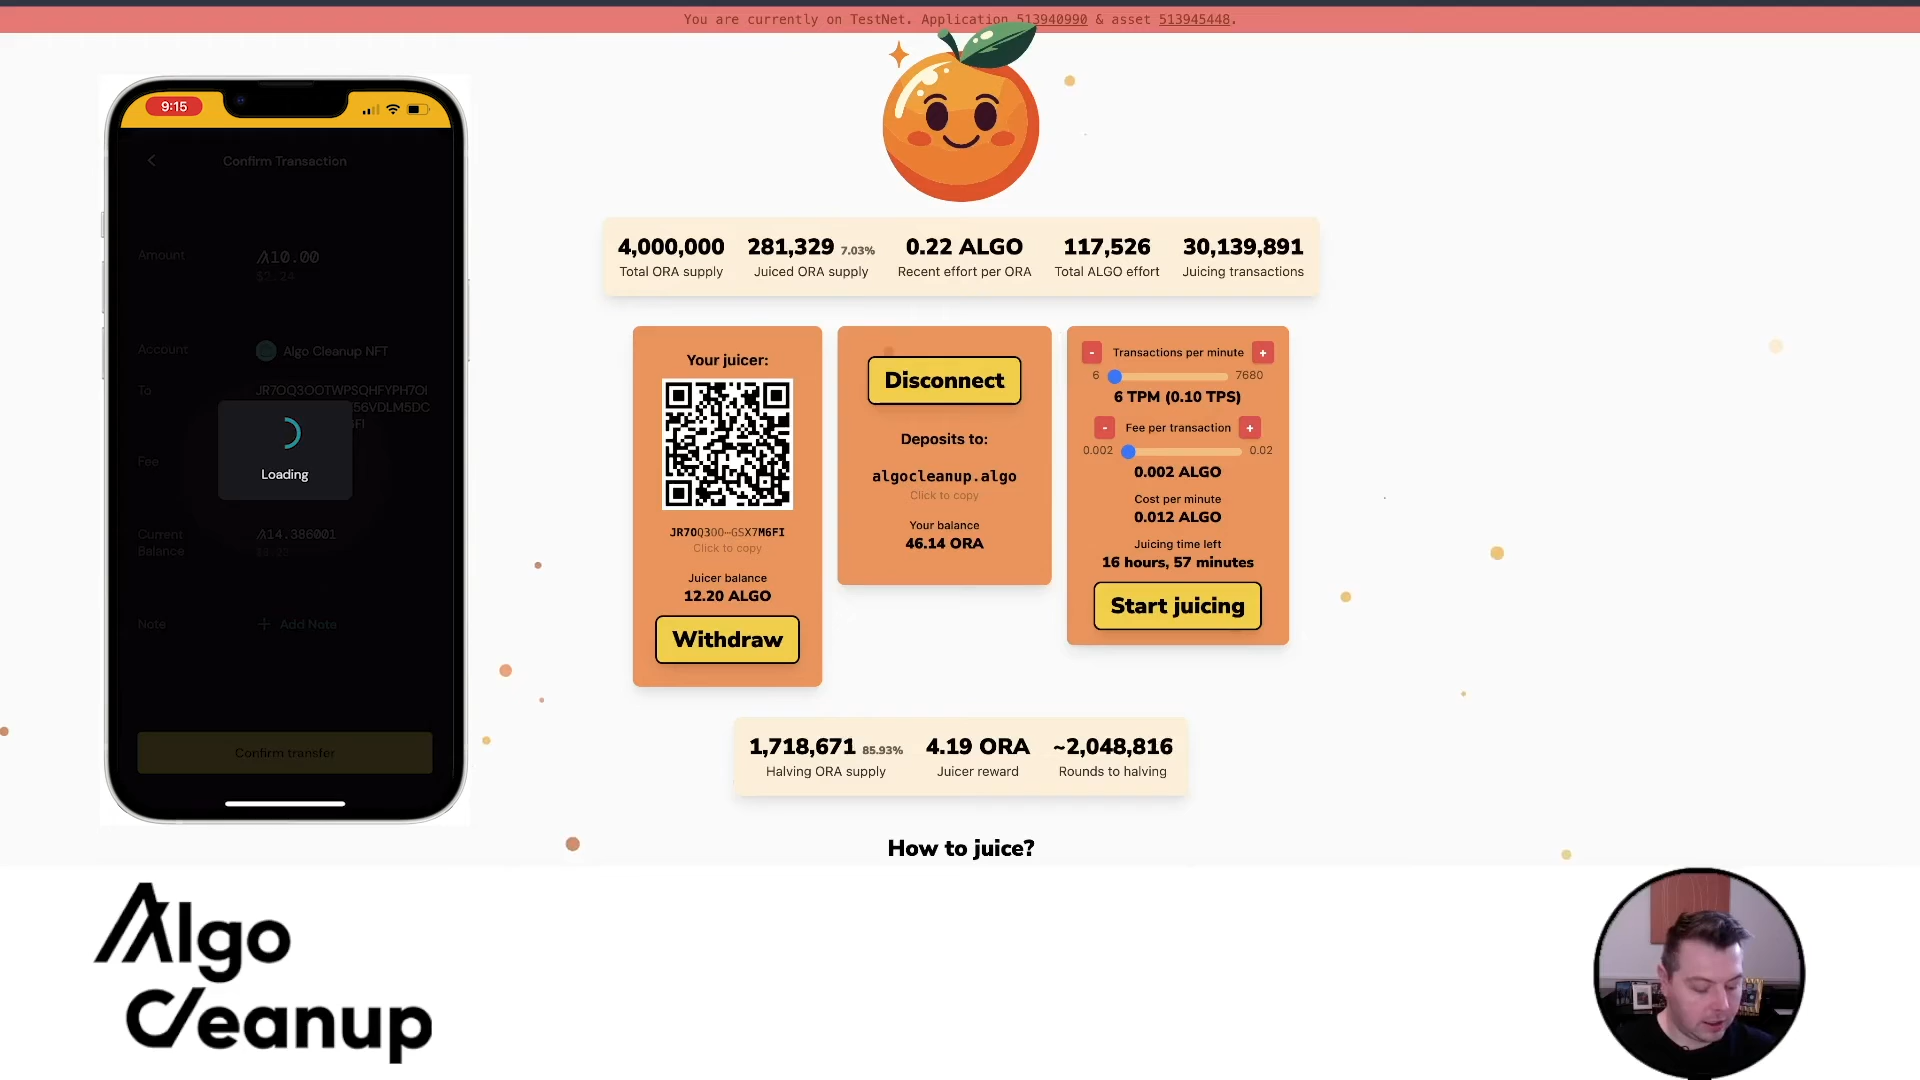 You are currently on TestNet. Application 513940990 & asset 513945448.
9:15
Confirm Transaction
Amount
10.00
Account
Algo Cleanup NFT
To
JR7OQ3OOTWPSQHFYPH7OI
56VDLM5DC
Fee
Loading
Current
Balance
14.386001
Note
+ Add Note
Confirm transfer
4,000,000
Total ORA supply
281,329 7.03%
Juiced ORA supply
0.22 ALGO
Recent effort per ORA
117,526
Total ALGO effort
30,139,891
Juicing transactions
Your juicer:
JR7OQ3OO⋯GSX7M6FI
Click to copy
Juicer balance
12.20 ALGO
Withdraw
Disconnect
Deposits to:
algocleanup.algo
Click to copy
Your balance
46.14 ORA
- Transactions per minute +
6 7680
6 TPM (0.10 TPS)
- Fee per transaction +
0.002 0.02
0.002 ALGO
Cost per minute
0.012 ALGO
Juicing time left
16 hours, 57 minutes
Start juicing
1,718,671 85.93%
Halving ORA supply
4.19 ORA
Juicer reward
~2,048,816
Rounds to halving
How to juice?
Algo
Cleanup